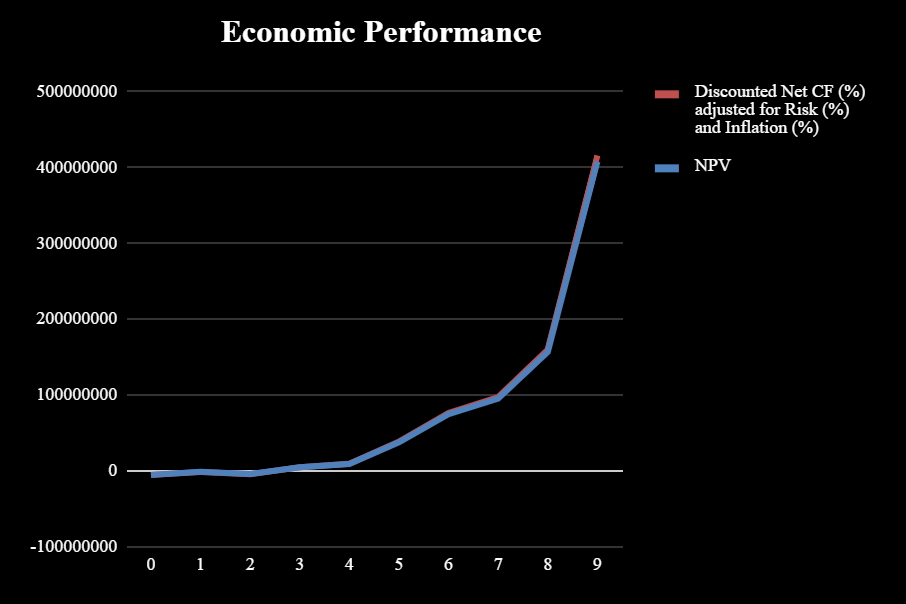 Economic Performance
500000000
400000000
300000000
200000000
100000000
0
-100000000
0 1 2 3 4 5 6 7 8 9
Discounted Net CF (%)
adjusted for Risk (%)
and Inflation (%)
NPV